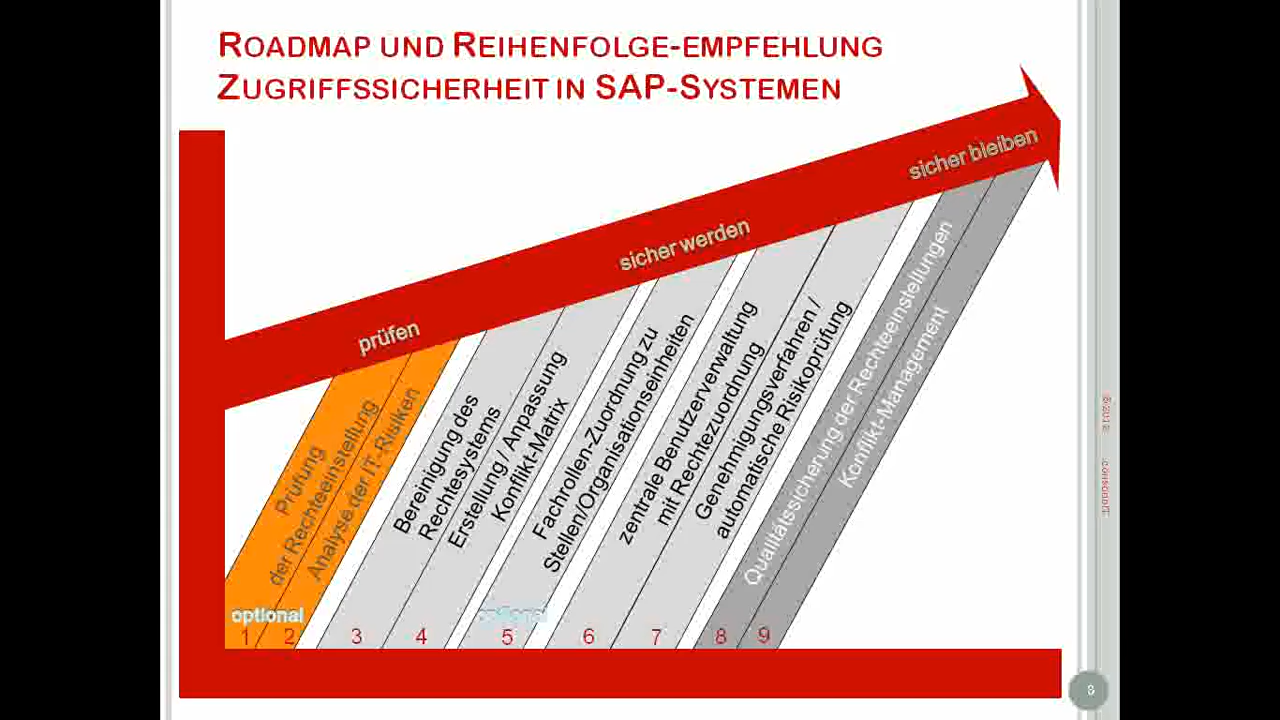 ROADMAP UND REIHENFOLGE-EMPFEHLUNG
ZUGRIFFSSICHERHEIT IN SAP-SYSTEMEN
prüfen
sicher werden
sicher bleiben
Prüfung
der Rechteeinstellung
Analyse der IT-Risiken
Bereinigung des
Rechtesystems
Erstellung / Anpassung
Konflikt-Matrix
Fachrollen-Zuordnung zu
Stellen/Organisationseinheiten
zentrale Benutzerverwaltung
mit Rechtezuordnung
Genehmigungsverfahren /
automatische Risikoprüfung
Qualitätssicherung der Rechteeinstellungen
Konflikt-Management
optional
optional
1 2 3 4 5 6 7 8 9